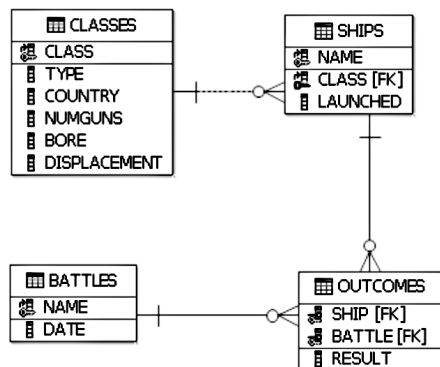 CLASSES
CLASS
TYPE
COUNTRY
NUMGUNS
BORE
DISPLACEMENT
SHIPS
NAME
CLASS [FK]
LAUNCHED
BATTLES
NAME
DATE
OUTCOMES
SHIP [FK]
BATTLE [FK]
RESULT